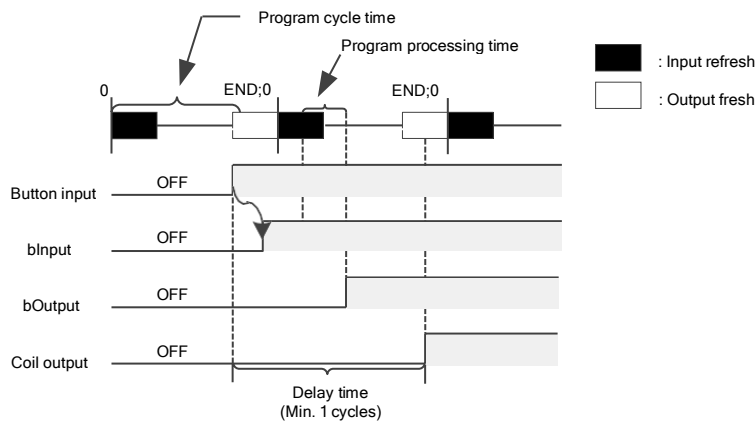 Program cycle time
Program processing time
: Input refresh
: Output fresh
0
END;0
END;0
Button input
OFF
bInput
OFF
bOutput
OFF
Coil output
OFF
Delay time
(Min. 1 cycles)